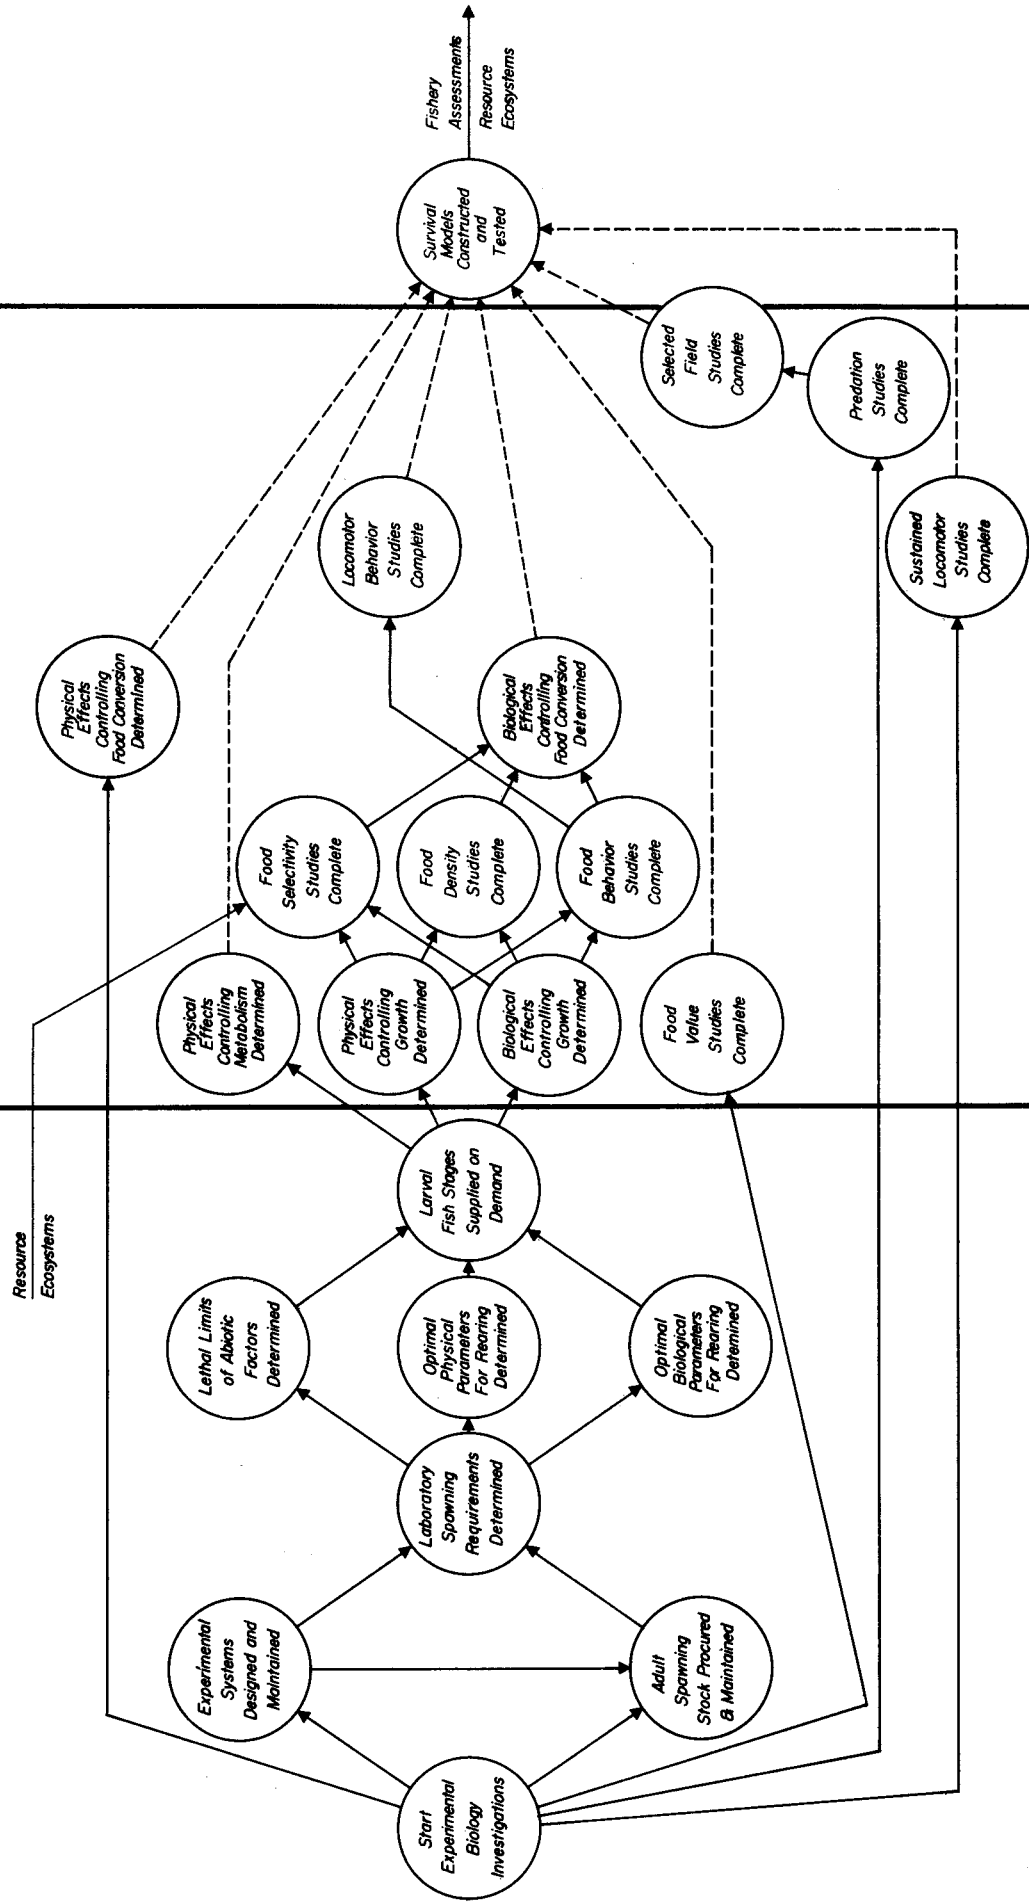 Start
Experimental
Biology
Investigations
Experimental
Systems
Designed and
Maintained
Adult
Spawning
Stock Procured
& Maintained
Laboratory
Spawning
Requirements
Determined
Lethal Limits
of Abiotic
Factors
Determined
Optimal
Physical
Parameters
For Rearing
Determined
Optimal
Biological
Parameters
For Rearing
Detemined
Resource
Ecosystems
Larval
Fish Stages
Supplied on
Demand
Physical
Effects
Controlling
Metabolism
Determined
Physical
Effects
Controlling
Growth
Determined
Biological
Effects
Controlling
Growth
Determined
Food
Value
Studies
Complete
Food
Selectivity
Studies
Complete
Food
Density
Studies
Complete
Food
Behavior
Studies
Complete
Physical
Effects
Controlling
Food Conversion
Determined
Biological
Effects
Controlling
Food Conversion
Determined
Locomotor
Behavior
Studies
Complete
Sustained
Locomotor
Studies
Complete
Predation
Studies
Complete
Selected
Field
Studies
Complete
Survival
Models
Constructed
and
Tested
Fishery
Assessments
Resource
Ecosystems